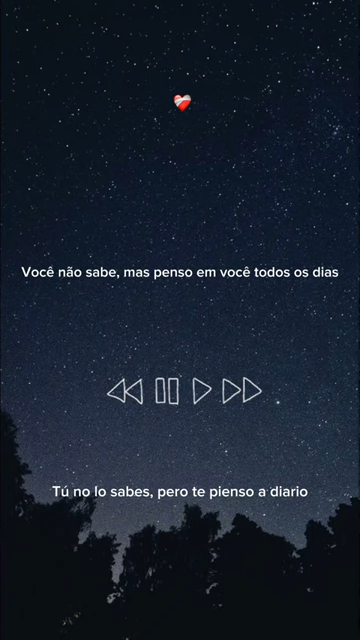 Você não sabe, mas penso em você todos os dias
Tú no lo sabes, pero te pienso a diario